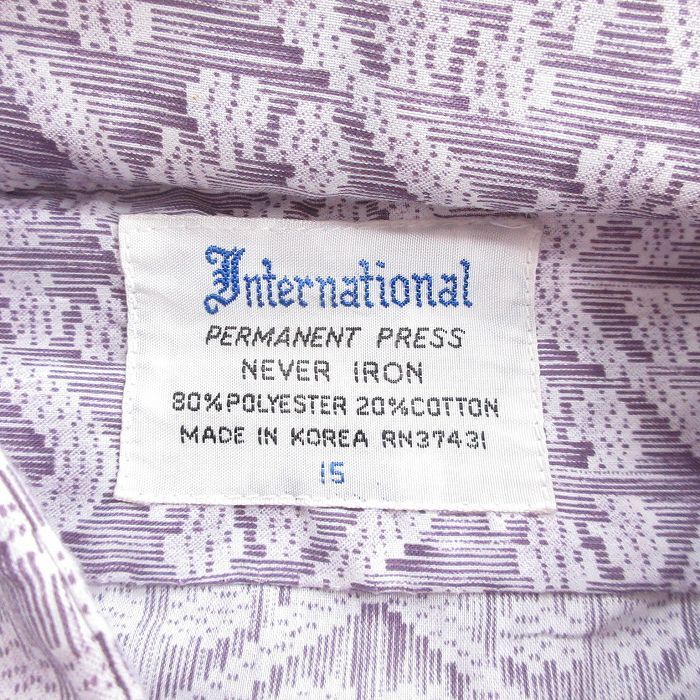 International
PERMANENT PRESS
NEVER IRON
80%POLYESTER 20%COTTON
MADE IN KOREA RN37431
15